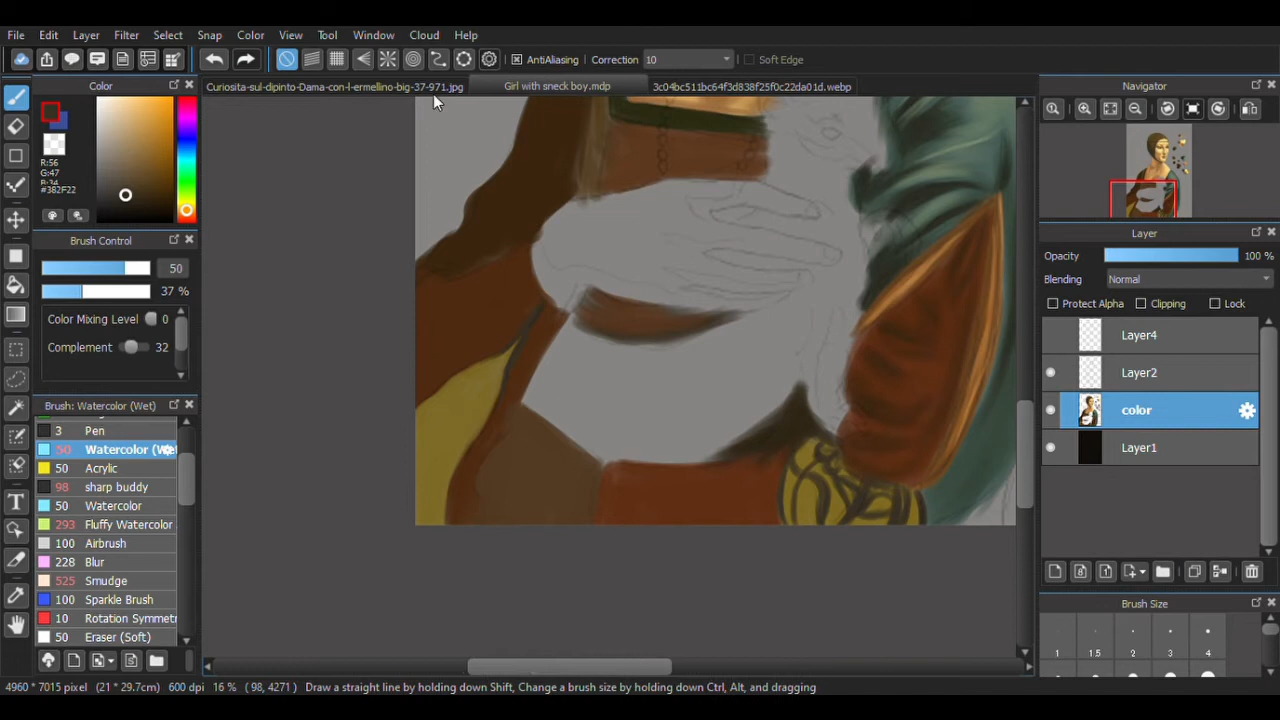 File Edit Layer Filter Select Snap Color View Tool Window Cloud Help
AntiAliasing Correction 10 Soft Edge
Color
Curiosita-sul-dipinto-Dama-con-l-ermellino-big-37-971.jpg
Girl with sneck boy.mdp
3c04bc511bc64f3d838f25f0c22da01d.webp
R:56
G:47
B:34
#382F22
Brush Control
50
37 %
Color Mixing Level 0
Complement 32
Brush: Watercolor (Wet)
3 Pen
50 Watercolor (W
50 Acrylic
98 sharp buddy
50 Watercolor
293 Fluffy Watercolor
100 Airbrush
228 Blur
525 Smudge
100 Sparkle Brush
10 Rotation Symmetr
50 Eraser (Soft)
Navigator
Layer
Opacity 100 %
Blending Normal
Protect Alpha Clipping Lock
Layer4
Layer2
color
Layer1
Brush Size
1 1.5 2 3 4
4960 * 7015 pixel (21 * 29.7cm) 600 dpi 16 % ( 98, 4271 ) Draw a straight line by holding down Shift, Change a brush size by holding down Ctrl, Alt, and dragging